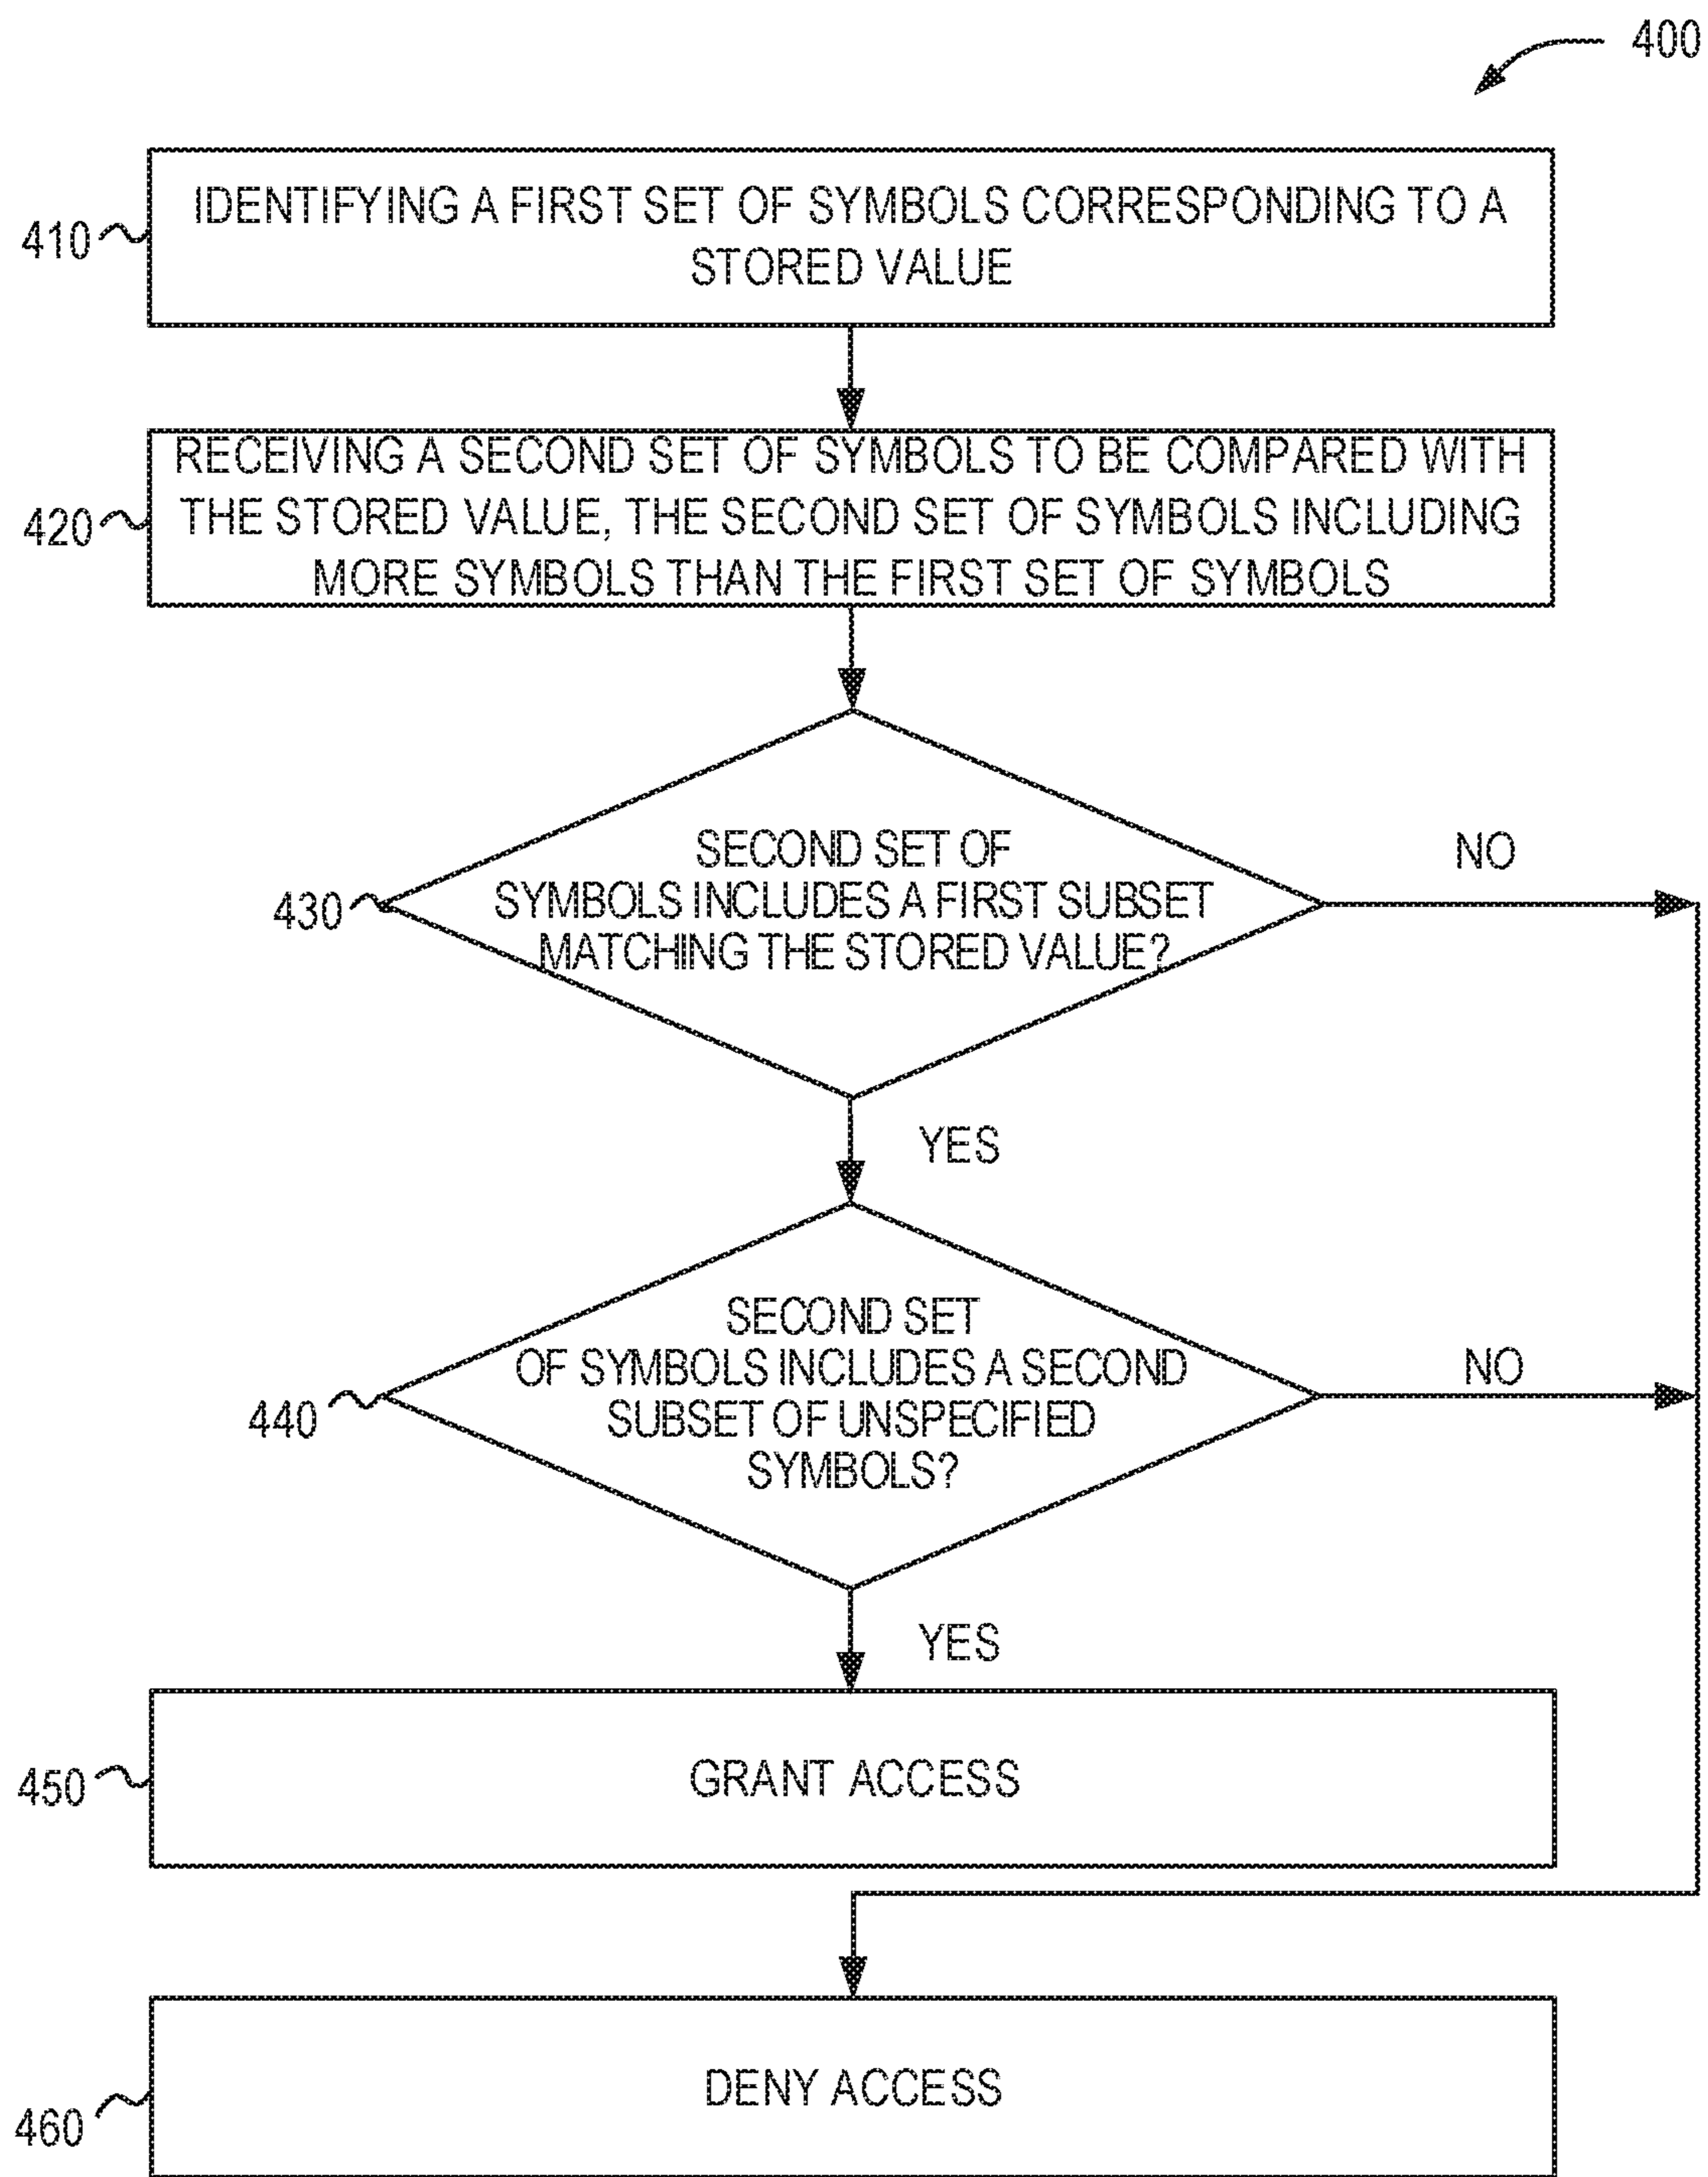 400
410
IDENTIFYING A FIRST SET OF SYMBOLS CORRESPONDING TO A
STORED VALUE
420
RECEIVING A SECOND SET OF SYMBOLS TO BE COMPARED WITH
THE STORED VALUE, THE SECOND SET OF SYMBOLS INCLUDING
MORE SYMBOLS THAN THE FIRST SET OF SYMBOLS
430
SECOND SET OF
SYMBOLS INCLUDES A FIRST SUBSET
MATCHING THE STORED VALUE?
NO
YES
440
SECOND SET
OF SYMBOLS INCLUDES A SECOND
SUBSET OF UNSPECIFIED
SYMBOLS?
NO
YES
450
GRANT ACCESS
460
DENY ACCESS